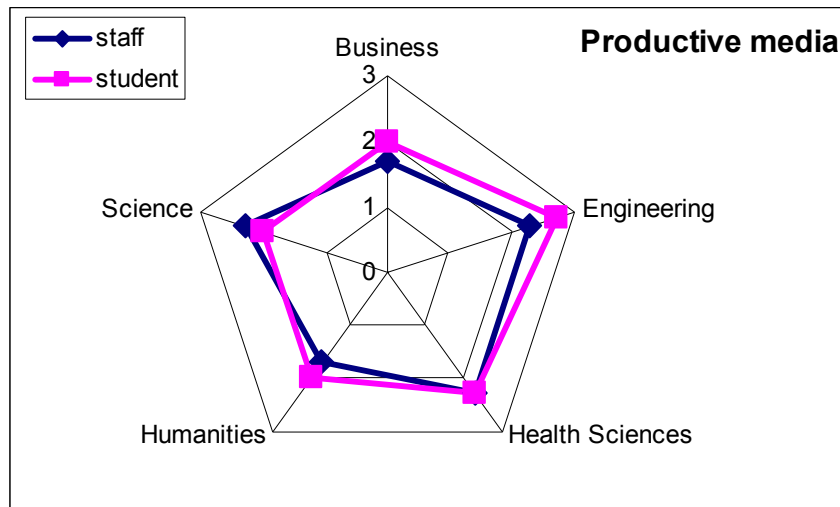 staff
student
Productive media
Business
3
2
1
0
Science
Engineering
Humanities
Health Sciences